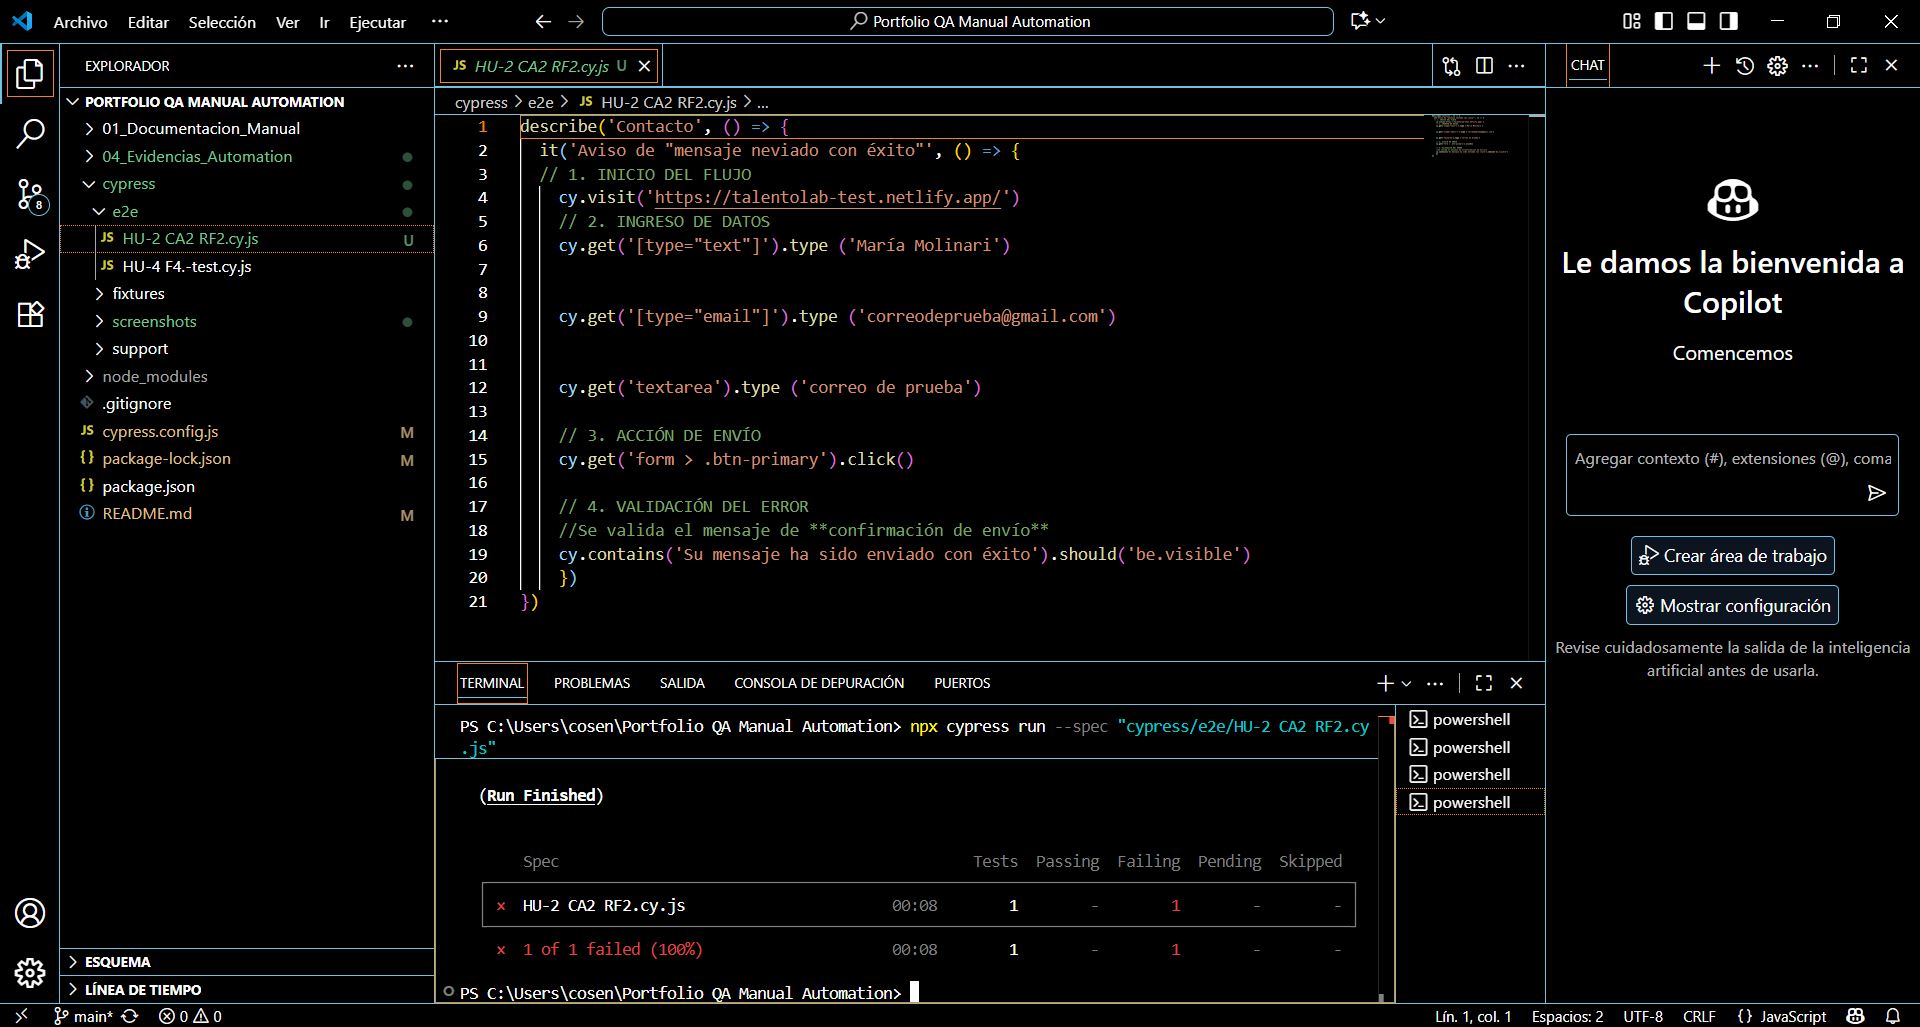 Archivo Editar Selección Ver Ir Ejecutar ··· Portfolio QA Manual Automation
EXPLORADOR ···
PORTFOLIO QA MANUAL AUTOMATION
01_Documentacion_Manual
04_Evidencias_Automation
cypress
e2e
JS HU-2 CA2 RF2.cy.js U
JS HU-4 F4.-test.cy.js
fixtures
screenshots
support
node_modules
.gitignore
JS cypress.config.js M
{} package-lock.json M
{} package.json
README.md M
ESQUEMA
LÍNEA DE TIEMPO
8
JS HU-2 CA2 RF2.cy.js U
cypress > e2e > JS HU-2 CA2 RF2.cy.js > ...
1 describe('Contacto', () => {
2 it('Aviso de "mensaje neviado con éxito"', () => {
3 // 1. INICIO DEL FLUJO
4 cy.visit('https://talentolab-test.netlify.app/')
5 // 2. INGRESO DE DATOS
6 cy.get('[type="text"]').type ('María Molinari')
7
8
9 cy.get('[type="email"]').type ('correodeprueba@gmail.com')
10
11
12 cy.get('textarea').type ('correo de prueba')
13
14 // 3. ACCIÓN DE ENVÍO
15 cy.get('form > .btn-primary').click()
16
17 // 4. VALIDACIÓN DEL ERROR
18 //Se valida el mensaje de **confirmación de envío**
19 cy.contains('Su mensaje ha sido enviado con éxito').should('be.visible')
20 })
21 })
TERMINAL PROBLEMAS SALIDA CONSOLA DE DEPURACIÓN PUERTOS
PS C:\Users\cosen\Portfolio QA Manual Automation> npx cypress run --spec "cypress/e2e/HU-2 CA2 RF2.cy
.js"
(Run Finished)
Spec Tests Passing Failing Pending Skipped
× HU-2 CA2 RF2.cy.js 00:08 1 - 1 - -
× 1 of 1 failed (100%) 00:08 1 - 1 - -
PS C:\Users\cosen\Portfolio QA Manual Automation>
powershell
powershell
powershell
powershell
CHAT
Le damos la bienvenida a
Copilot
Comencemos
Agregar contexto (#), extensiones (@), coma
Crear área de trabajo
Mostrar configuración
Revise cuidadosamente la salida de la inteligencia
artificial antes de usarla.
main* 0 0 Lín. 1, col. 1 Espacios: 2 UTF-8 CRLF {} JavaScript